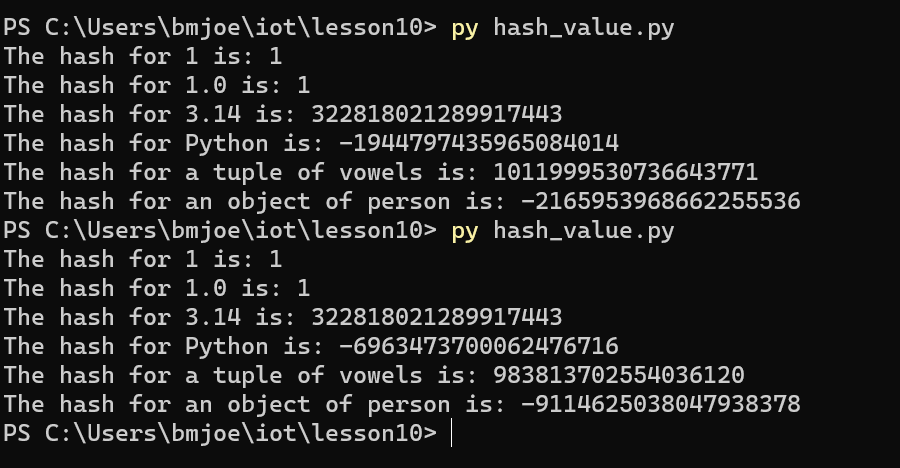 PS C:\Users\bmjoe\iot\lesson10> py hash_value.py
The hash for 1 is: 1
The hash for 1.0 is: 1
The hash for 3.14 is: 322818021289917443
The hash for Python is: -1944797435965084014
The hash for a tuple of vowels is: 1011999530736643771
The hash for an object of person is: -2165953968662255536
PS C:\Users\bmjoe\iot\lesson10> py hash_value.py
The hash for 1 is: 1
The hash for 1.0 is: 1
The hash for 3.14 is: 322818021289917443
The hash for Python is: -6963473700062476716
The hash for a tuple of vowels is: 983813702554036120
The hash for an object of person is: -9114625038047938378
PS C:\Users\bmjoe\iot\lesson10>